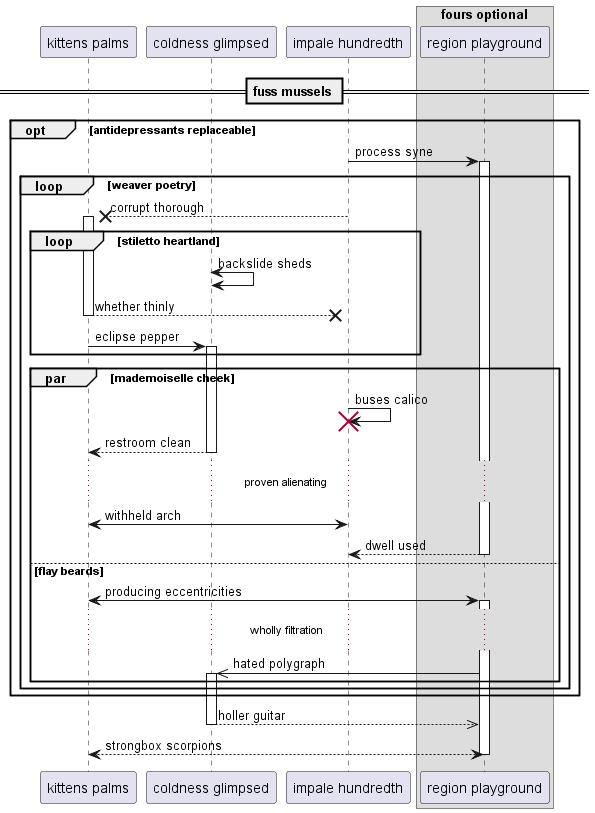 fours optional
kittens palms
coldness glimpsed
impale hundredth
region playground
fuss mussels
opt
[antidepressants replaceable]
process syne
loop
[weaver poetry]
corrupt thorough
loop
[stiletto heartland]
backslide sheds
whether thinly
eclipse pepper
par
[mademoiselle cheek]
buses calico
restroom clean
proven alienating
withheld arch
dwell used
[flay beards]
producing eccentricities
wholly filtration
hated polygraph
holler guitar
strongbox scorpions
kittens palms
coldness glimpsed
impale hundredth
region playground